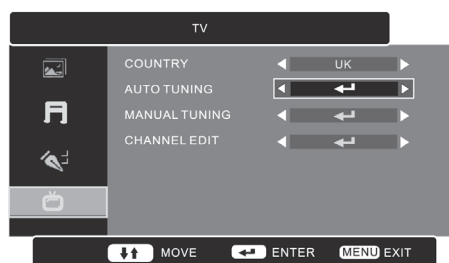 TV
COUNTRY UK
AUTO TUNING
MANUAL TUNING
CHANNEL EDIT
MOVE ENTER MENU EXIT